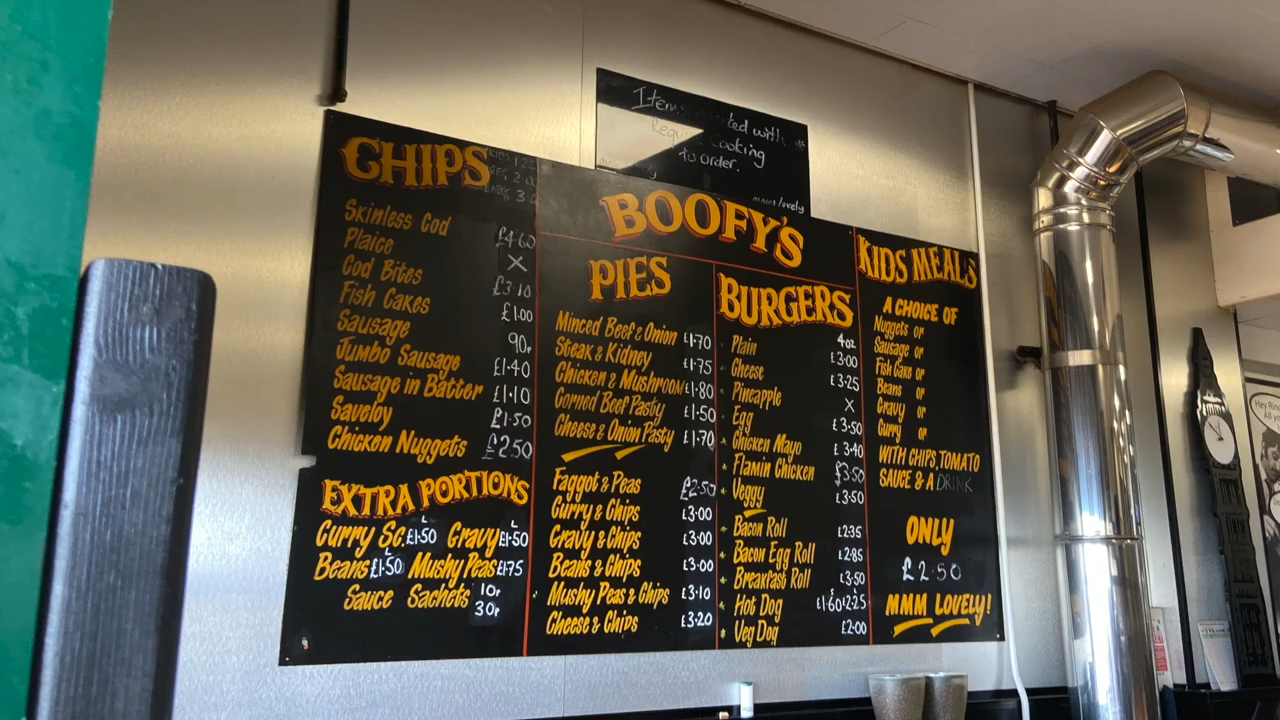 Items ted with *
Requ Cooking
to order.
mmm lovely
CHIPS
Skinless Cod £4.60
Plaice X
Cod Bites £3.10
Fish Cakes £1.00
Sausage 90p
Jumbo Sausage £1.40
Sausage in Batter £1.10
Saveloy £1.50
Chicken Nuggets £2.50
EXTRA PORTIONS
Curry Sc. L £1.50 Gravy L £1.50
Beans L £1.50 Mushy Peas £1.75
Sauce Sachets 10p
30p
BOOFY'S
PIES
Minced Beef & Onion £1.70
Steak & Kidney £1.75
Chicken & Mushroom £1.80
Corned Beef Pasty £1.50
Cheese & Onion Pasty £1.70
Faggot & Peas £2.50
Curry & Chips £3.00
Gravy & Chips £3.00
Beans & Chips £3.00
Mushy Peas & Chips £3.10
Cheese & Chips £3.20
BURGERS
4oz
Plain £3.00
Cheese £3.25
Pineapple X
Egg £3.50
Chicken Mayo £3.40
Flamin Chicken £3.50
Veggy £3.50
Bacon Roll £2.35
Bacon Egg Roll £2.85
Breakfast Roll £3.50
Hot Dog £1.60 £2.25
Veg Dog £2.00
KIDS MEALS
A CHOICE OF
Nuggets or
Sausage or
Fish Cake or
Beans or
Gravy or
Curry or
WITH CHIPS, TOMATO
SAUCE & A DRINK
ONLY
£2.50
MMM LOVELY!